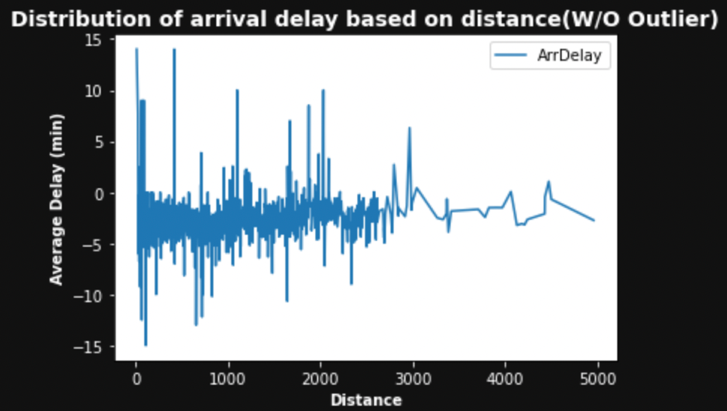 Distribution of arrival delay based on distance(W/O Outlier)
ArrDelay
Average Delay (min)
15
10
5
0
−5
−10
−15
0 1000 2000 3000 4000 5000
Distance